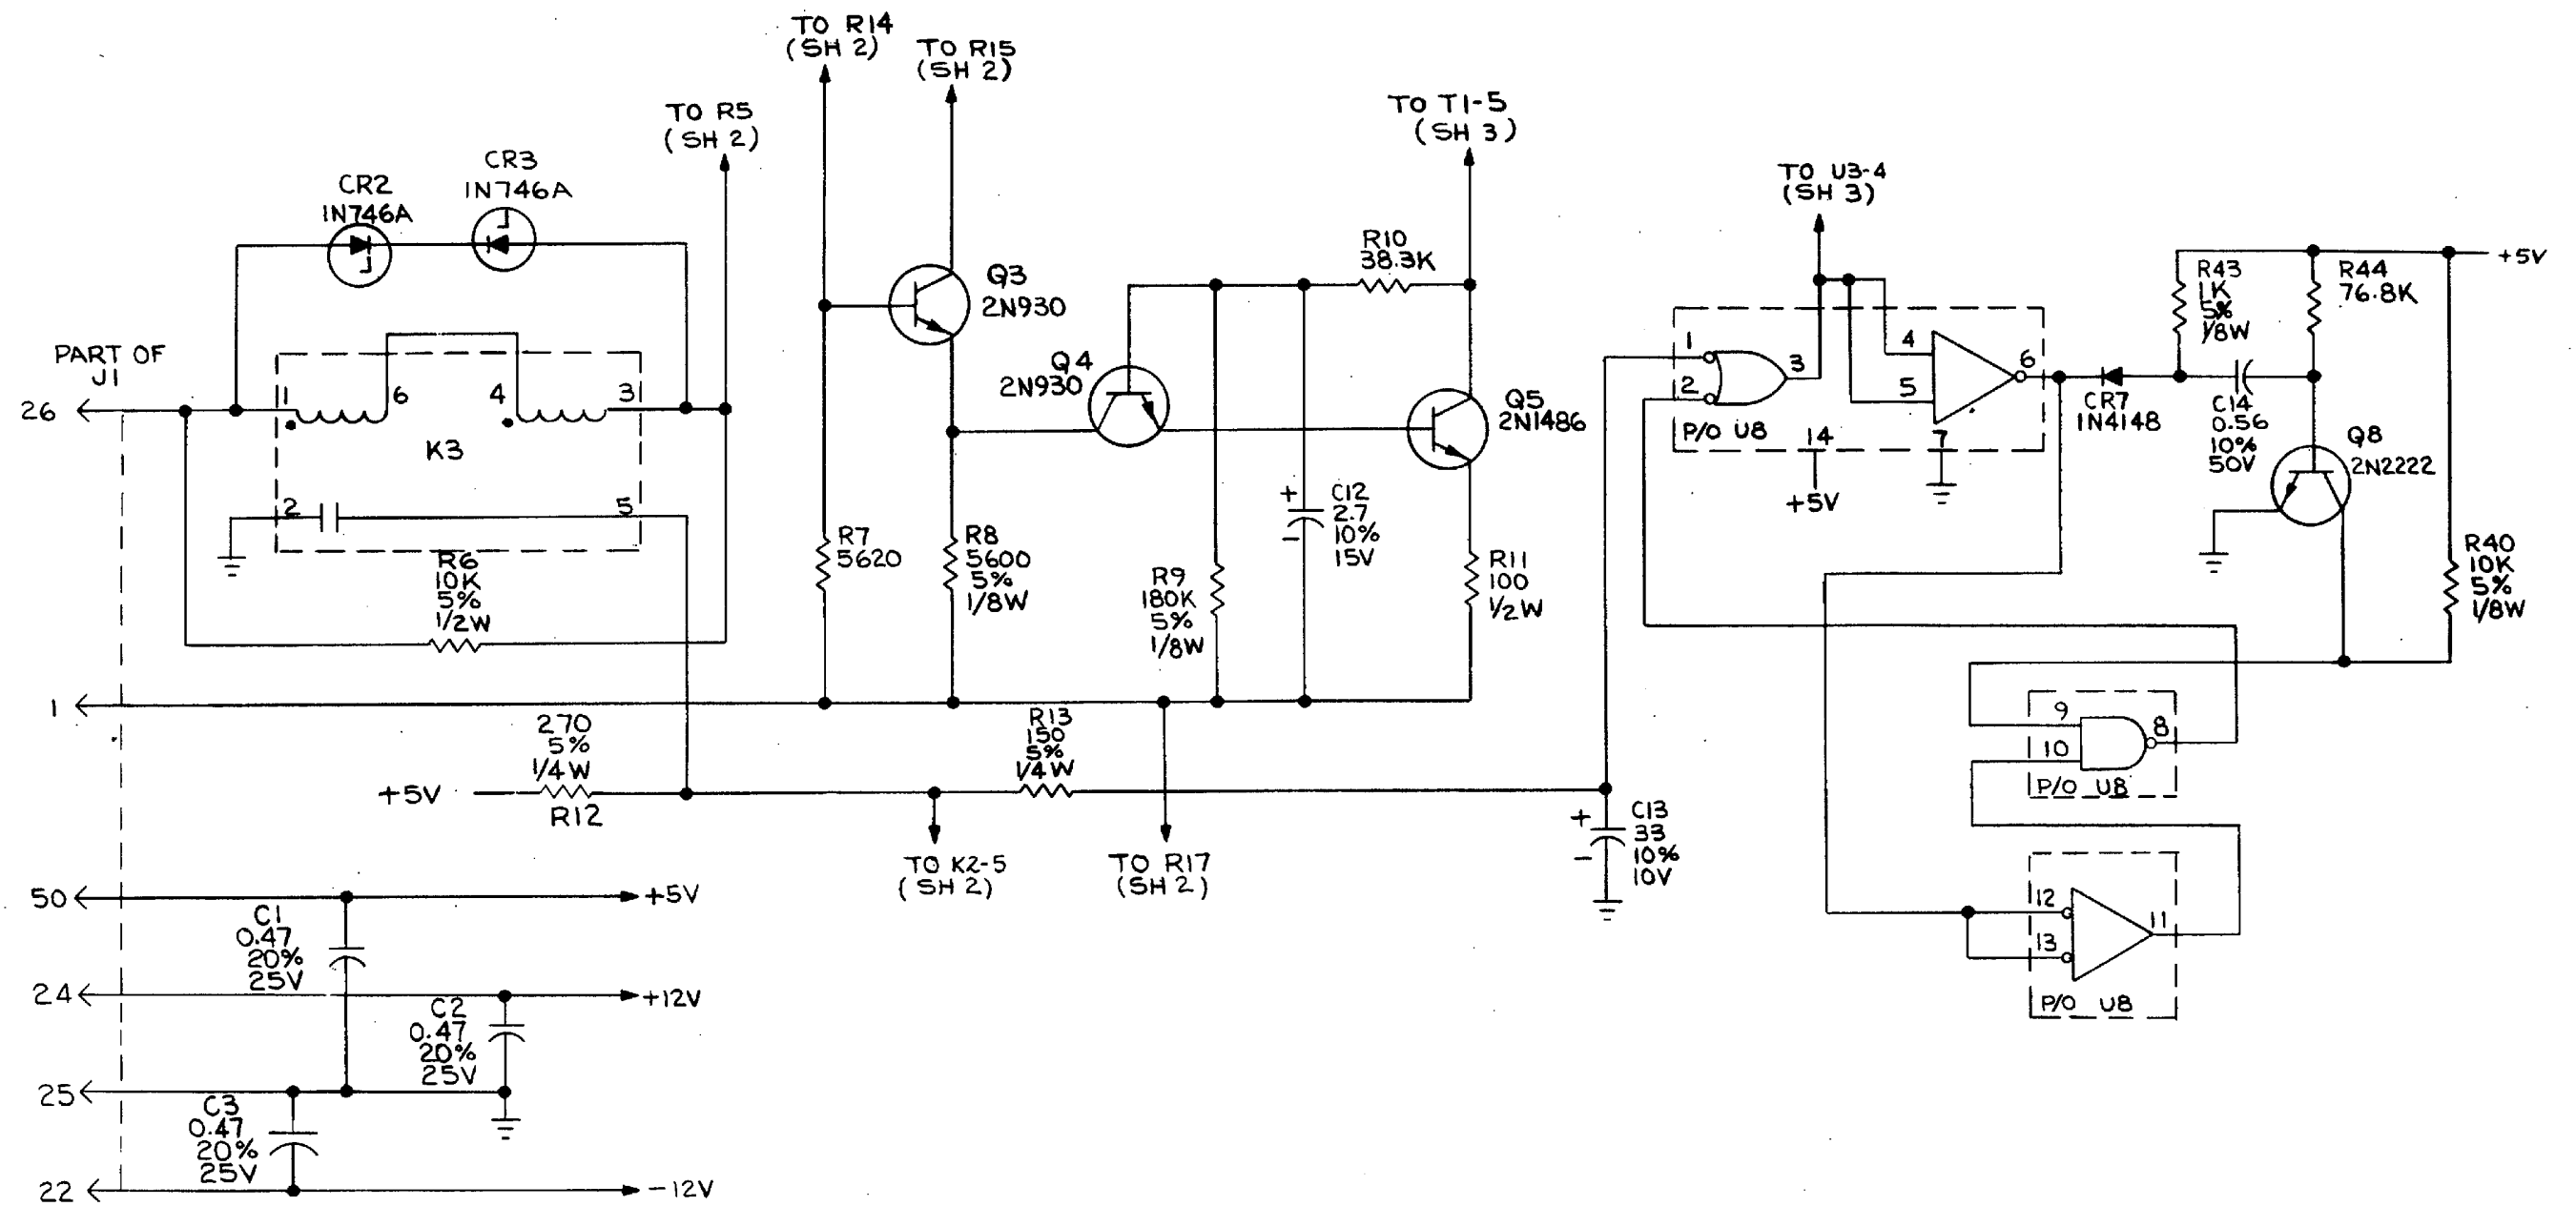 TO R14
(SH 2)
TO R15
(SH 2)
TO R5
(SH 2)
TO T1-5
(SH 3)
TO U3-4
(SH 3)
CR2
1N746A
CR3
1N746A
PART OF
J1
26
1
6
4
3
K3
2
5
R6
10K
5%
1/2W
Q3
2N930
R7
5620
R8
5600
5%
1/8W
Q4
2N930
R10
38.3K
R9
180K
5%
1/8W
+
C12
2.7
10%
15V
-
Q5
2N1486
R11
100
1/2W
1
2
3
4
5
6
P/O U8
14
+5V
7
CR7
1N4148
R43
1K
5%
1/8W
C14
0.56
10%
50V
R44
76.8K
+5V
Q8
2N2222
R40
10K
5%
1/8W
9
10
8
P/O U8
12
13
11
P/O U8
1
270
5%
1/4W
+5V
R12
R13
150
5%
1/4W
TO K2-5
(SH 2)
TO R17
(SH 2)
+
C13
33
10%
10V
-
50
+5V
C1
0.47
20%
25V
24
+12V
C2
0.47
20%
25V
25
C3
0.47
20%
25V
22
-12V